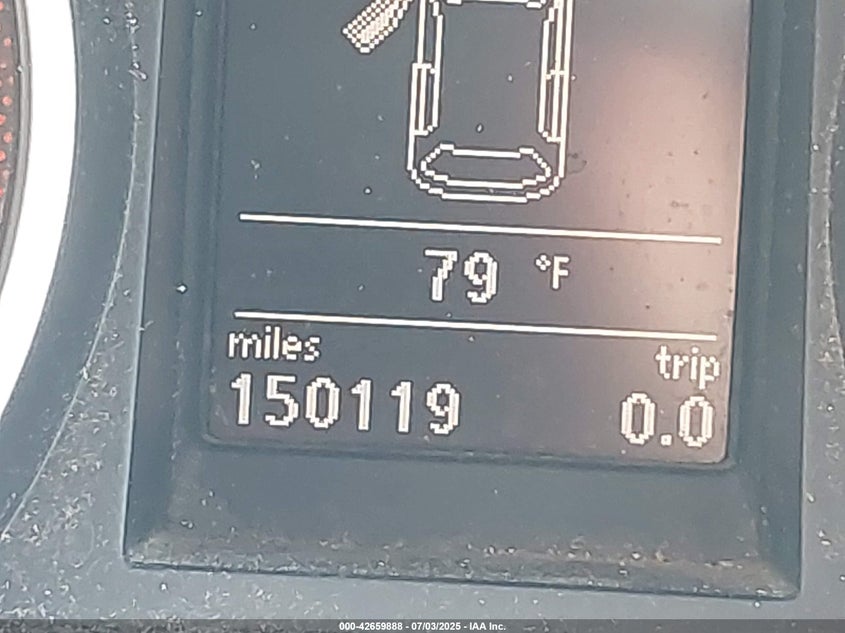 79 °F
miles trip
150119 0.0
000-42659888 - 07/03/2025 - IAA Inc.